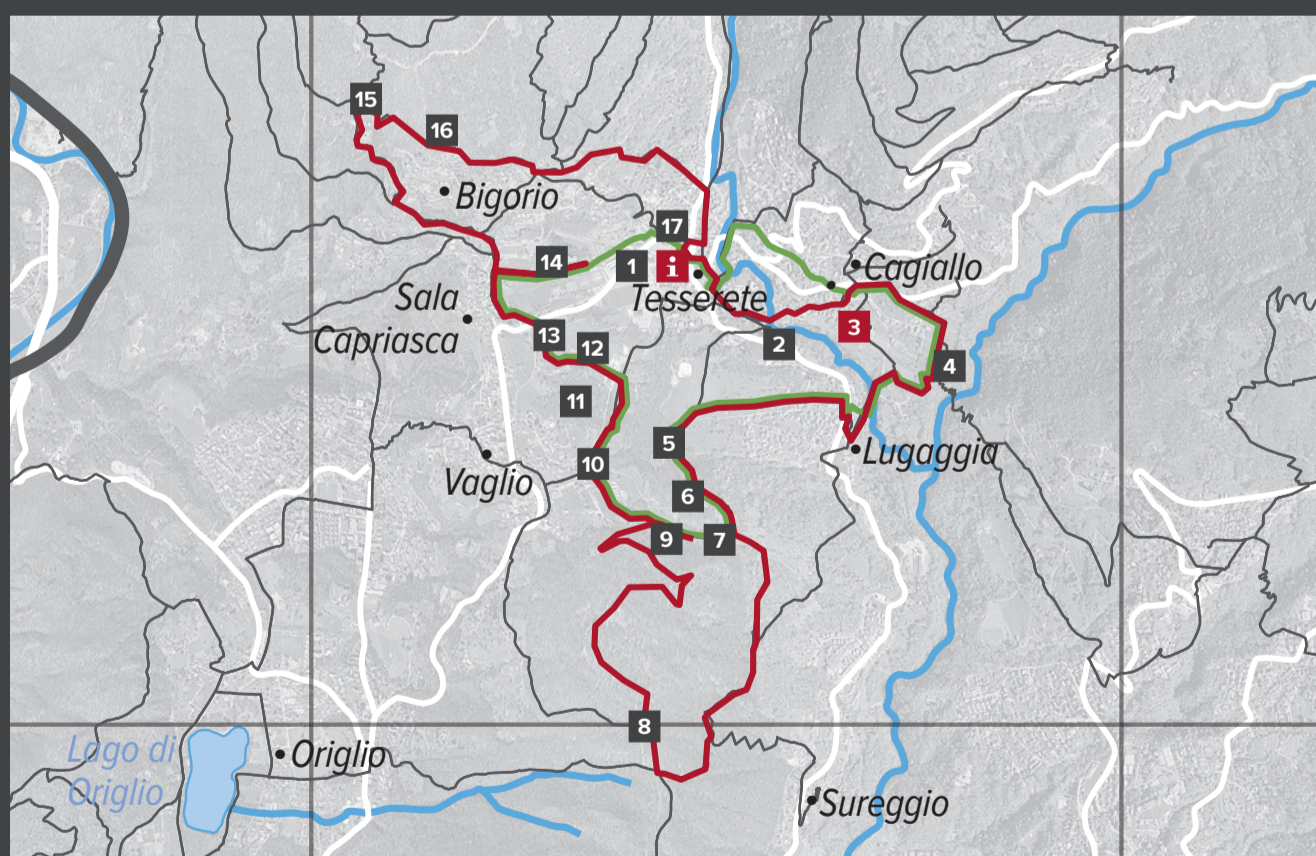 15
16
Bigorio
17
14
1
i
Cagiallo
Tesserete
Sala
Capriasca
3
13
12
2
4
11
5
Lugaggia
10
Vaglio
6
9
7
8
Lago di
Origlio
Origlio
Sureggio